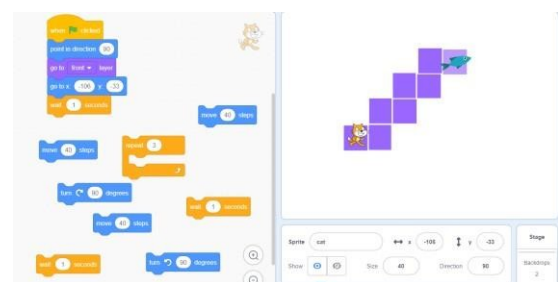 when clicked
point in direction 90
go to front layer
go to x: -106 y: -33
wait 1 seconds
move 40 steps
move 40 steps
repeat 3
turn 90 degrees
wait 1 seconds
move 40 steps
wait 1 seconds
turn 90 degrees
Sprite cat x -106 y -33
Show Size 40 Direction 90
Stage
Backdrops
2